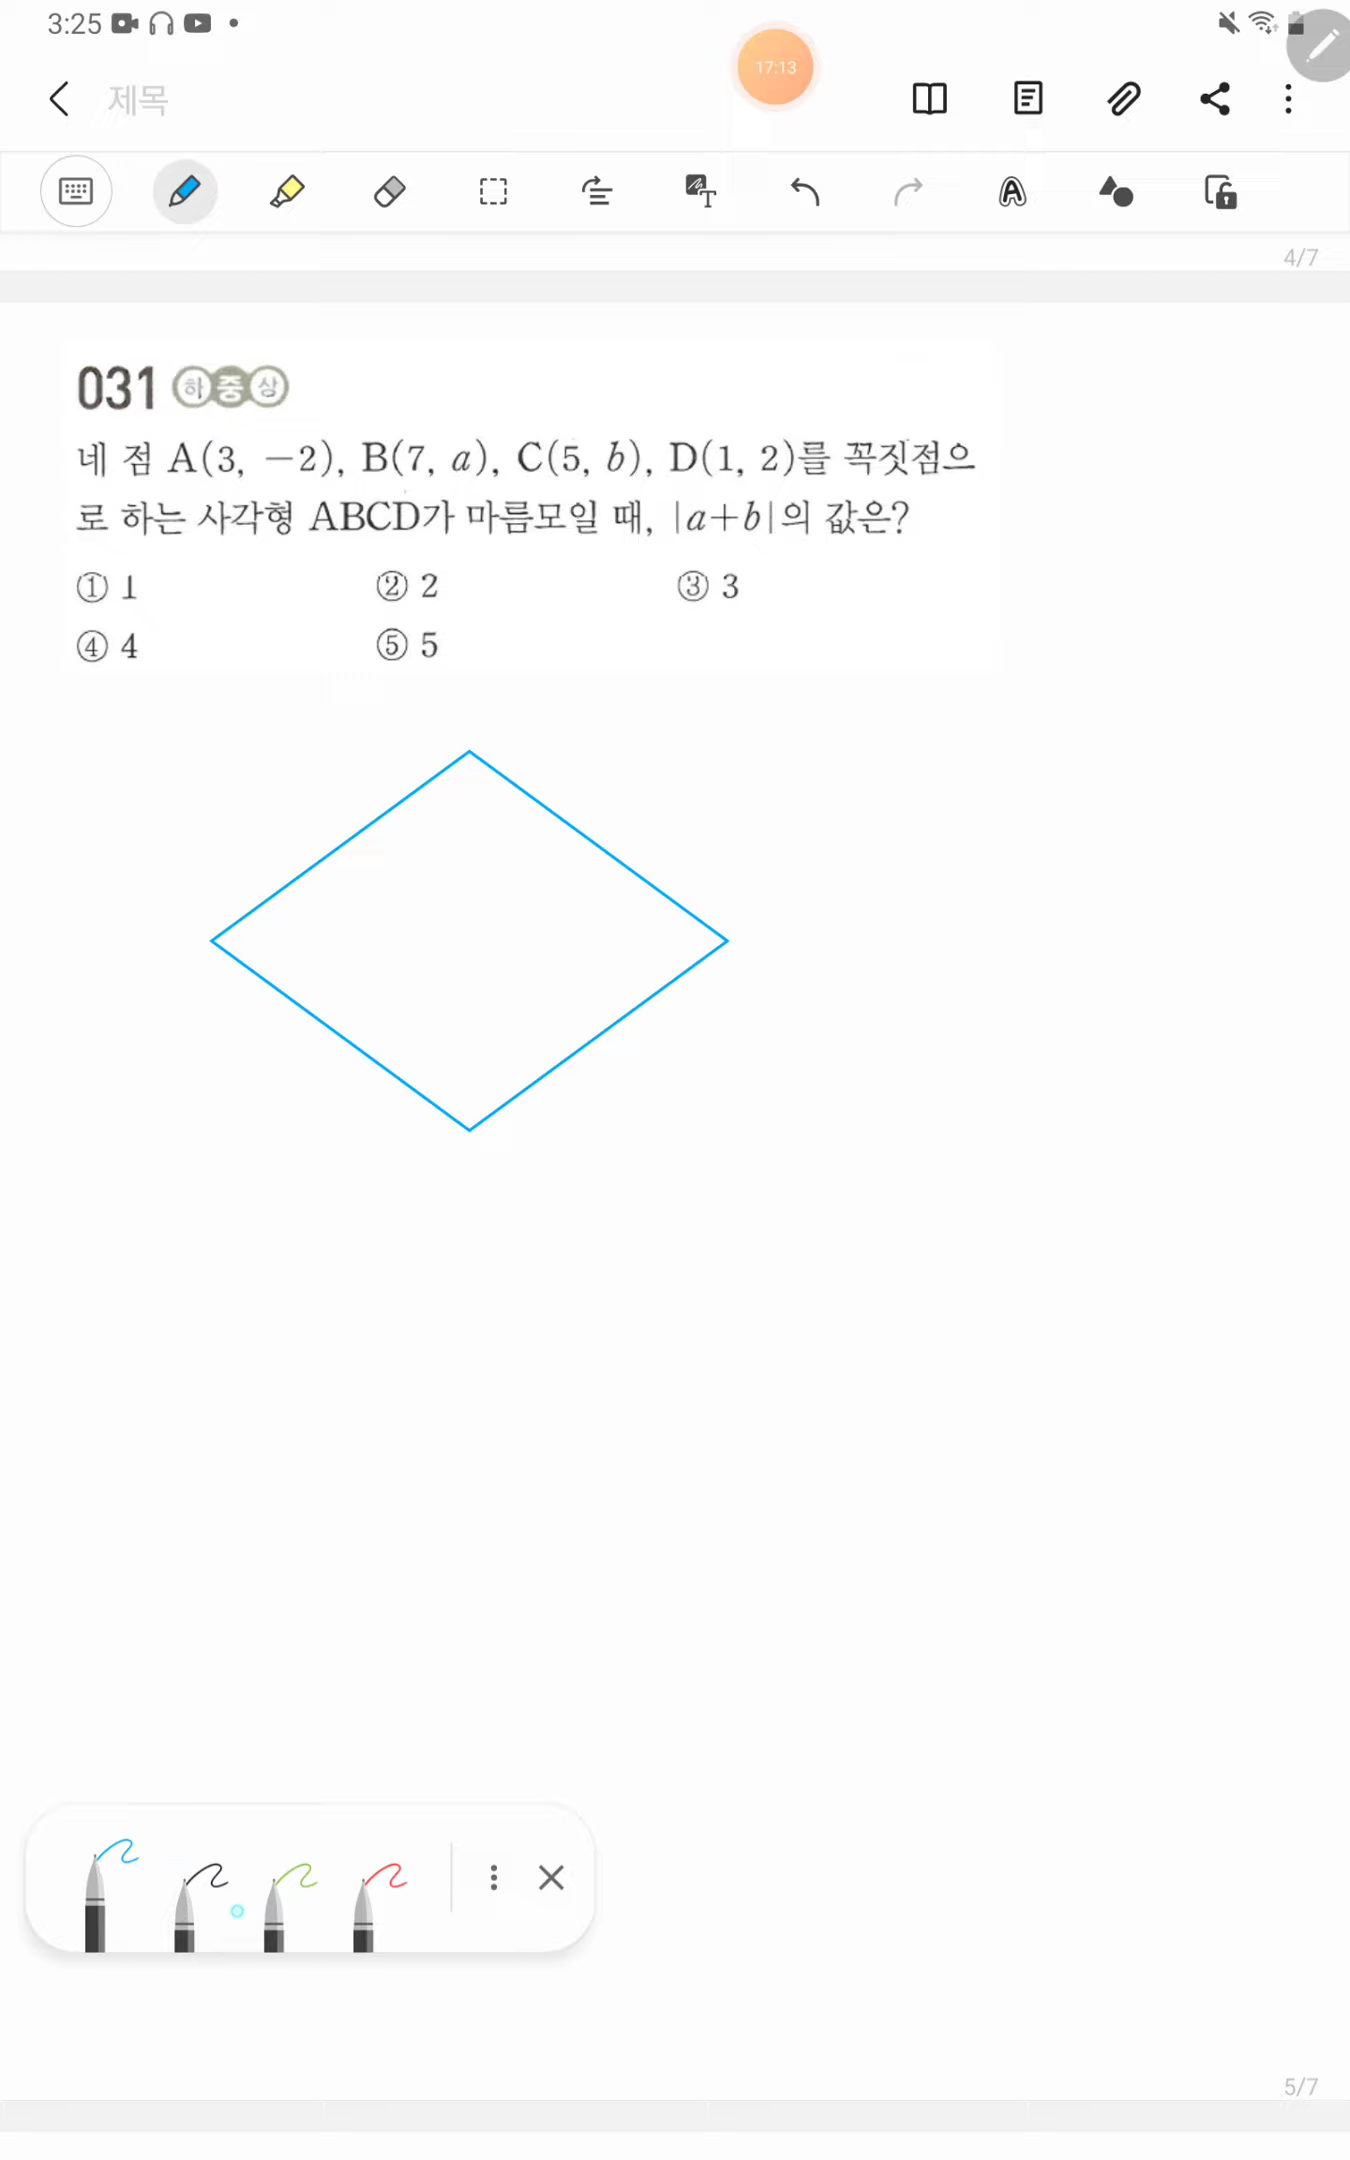 3:25
17:13
제목
4/7
031 하 중 상
네 점 A(3, −2), B(7, a), C(5, b), D(1, 2)를 꼭짓점으
로 하는 사각형 ABCD가 마름모일 때, |a+b|의 값은?
① 1 ② 2 ③ 3
④ 4 ⑤ 5
5/7